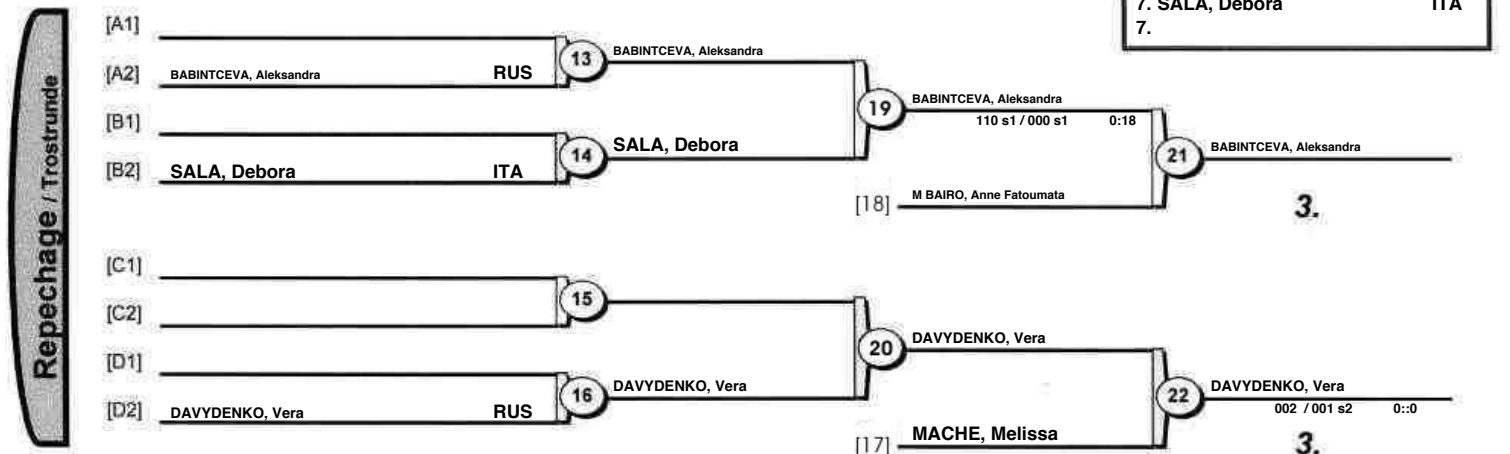 7. SALA, Debora ITA
7.
Repechage / Trostrunde
[A1]
[A2] BABINTCEVA, Aleksandra RUS
13
BABINTCEVA, Aleksandra
[B1]
[B2] SALA, Debora ITA
14
SALA, Debora
19
BABINTCEVA, Aleksandra
110 s1 / 000 s1 0:18
[18] M BAIRO, Anne Fatoumata
21
BABINTCEVA, Aleksandra
3.
[C1]
[C2]
15
[D1]
[D2] DAVYDENKO, Vera RUS
16
DAVYDENKO, Vera
20
DAVYDENKO, Vera
[17] MACHE, Melissa
22
DAVYDENKO, Vera
002 / 001 s2 0::0
3.